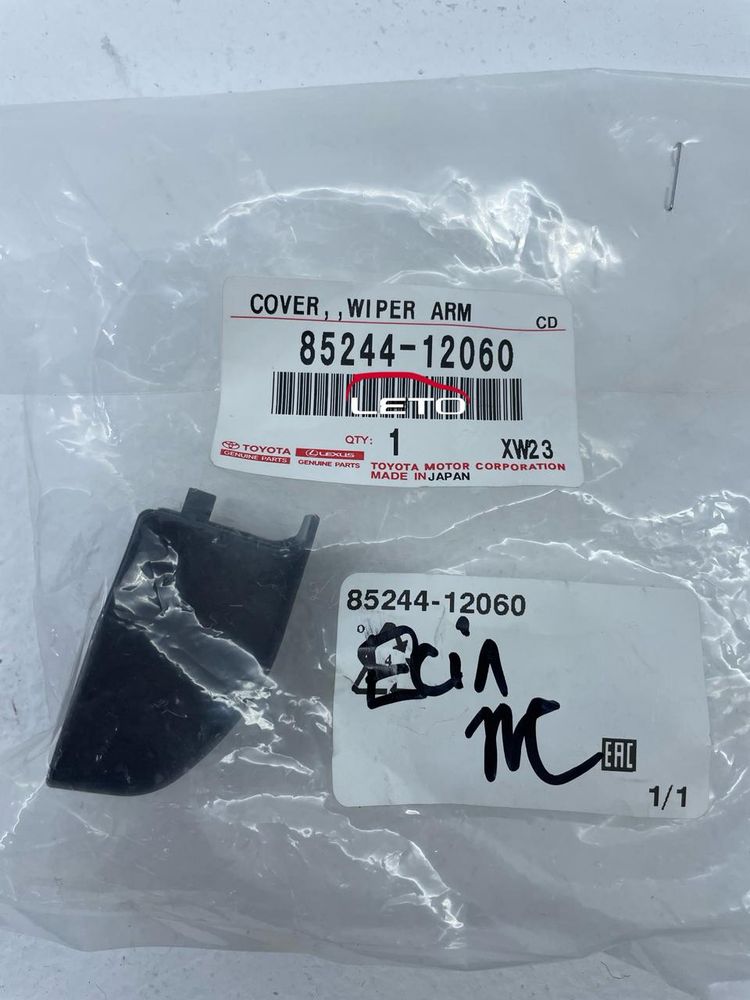 COVER,,WIPER ARM
CD
85244-12060
LETO
QTY: 1 XW23
TOYOTA
GENUINE PARTS
LEXUS
GENUINE PARTS
TOYOTA MOTOR CORPORATION
MADE IN JAPAN
85244-12060
4
EAC
1/1